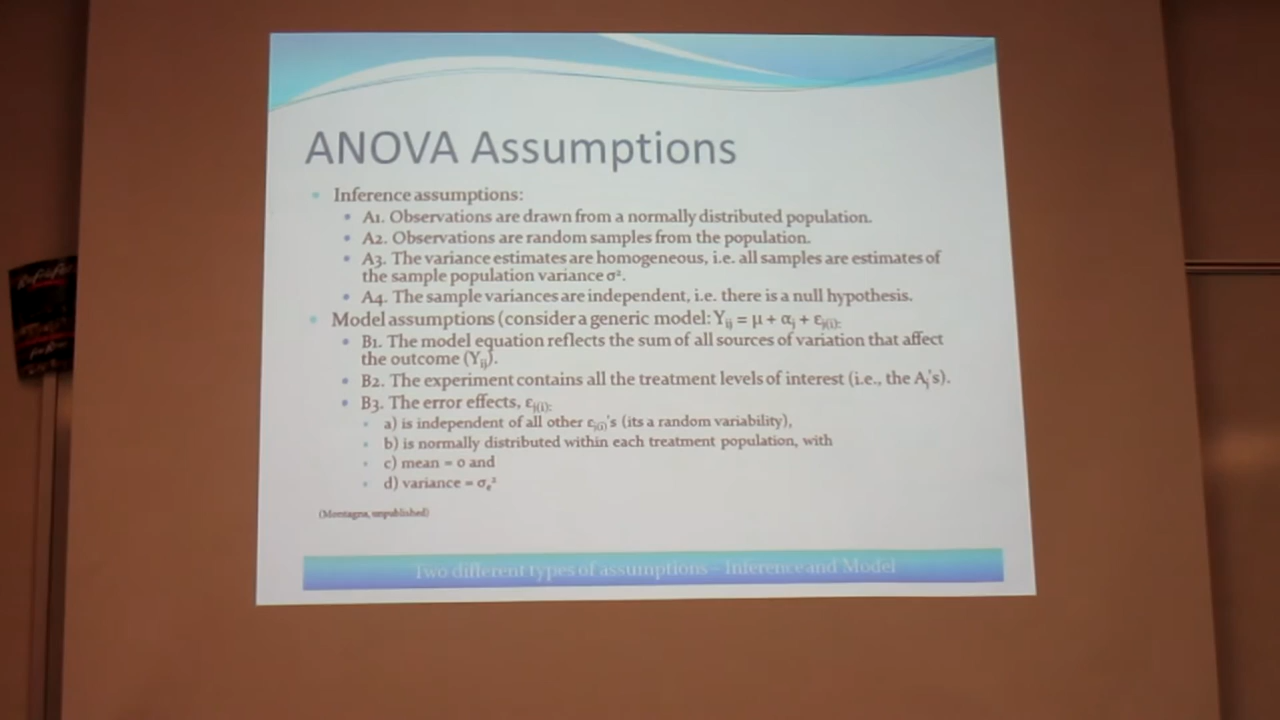 ANOVA Assumptions
Inference assumptions:
A1. Observations are drawn from a normally distributed population.
A2. Observations are random samples from the population.
A3. The variance estimates are homogeneous, i.e. all samples are estimates of
the sample population variance σ².
A4. The sample variances are independent, i.e. there is a null hypothesis.
Model assumptions (consider a generic model: Yij = μ + αj + εj(i):
B1. The model equation reflects the sum of all sources of variation that affect
the outcome (Yij).
B2. The experiment contains all the treatment levels of interest (i.e., the Aj's).
B3. The error effects, εj(i):
a) is independent of all other εj(i)'s (its a random variability),
b) is normally distributed within each treatment population, with
c) mean = 0 and
d) variance = σe²
(Montagna, unpublished)
Two different types of assumptions – Inference and Model